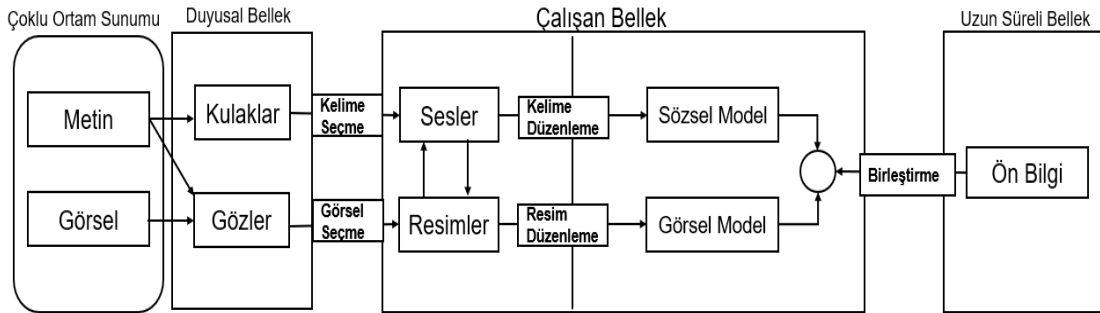 Çoklu Ortam Sunumu
Duyusal Bellek
Çalışan Bellek
Uzun Süreli Bellek
Metin
Kulaklar
Kelime
Seçme
Sesler
Kelime
Düzenleme
Sözsel Model
Görsel
Gözler
Görsel
Seçme
Resimler
Resim
Düzenleme
Görsel Model
Birleştirme
Ön Bilgi